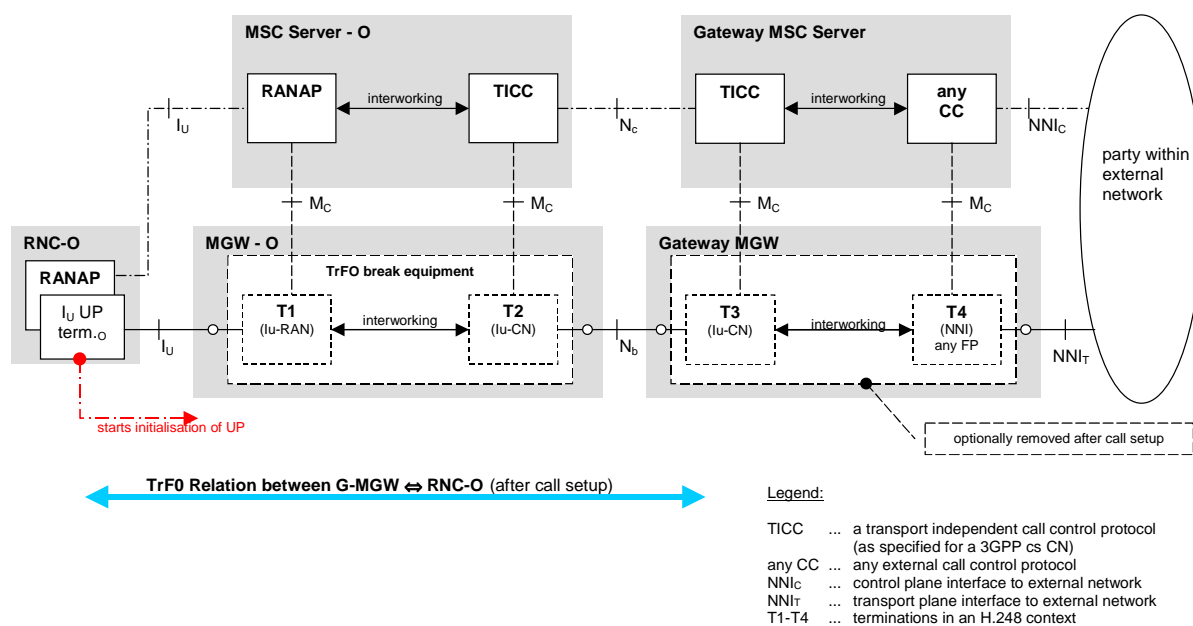 MSC Server - O
Gateway MSC Server
RANAP
interworking
TICC
TICC
interworking
any
CC
IU
Nc
NNIC
party within
external
network
MC
MC
MC
MC
RNC-O
MGW - O
Gateway MGW
RANAP
TrFO break equipment
IU UP
term.O
T1
(Iu-RAN)
interworking
T2
(Iu-CN)
T3
(Iu-CN)
interworking
T4
(NNI)
any FP
IU
Nb
NNIT
starts initialisation of UP
optionally removed after call setup
TrF0 Relation between G-MGW ⇔ RNC-O (after call setup)
Legend:
TICC ... a transport independent call control protocol
(as specified for a 3GPP cs CN)
any CC ... any external call control protocol
NNIC ... control plane interface to external network
NNIT ... transport plane interface to external network
T1-T4 ... terminations in an H.248 context